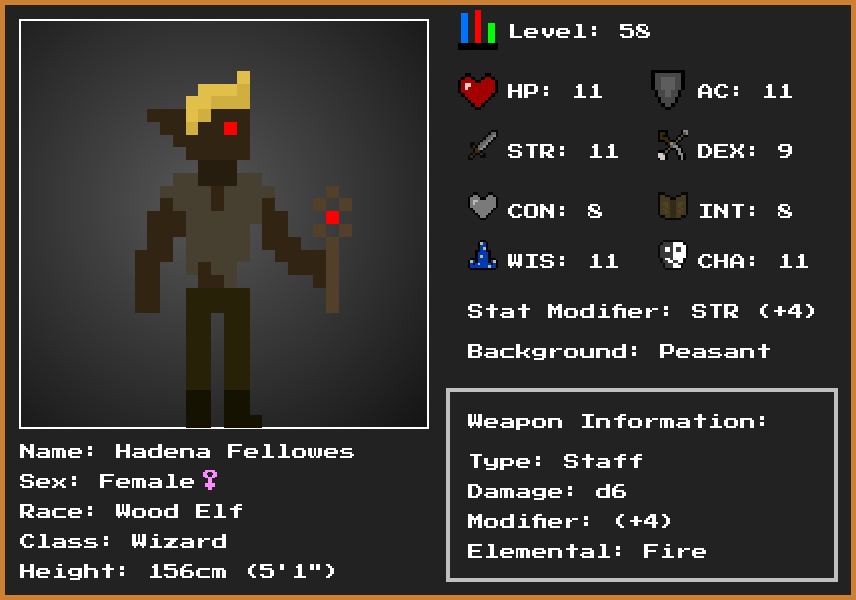 Level: 58
HP: 11 AC: 11
STR: 11 DEX: 9
CON: 8 INT: 8
WIS: 11 CHA: 11
Stat Modifier: STR (+4)
Background: Peasant
Weapon Information:
Type: Staff
Damage: d6
Modifier: (+4)
Elemental: Fire
Name: Hadena Fellowes
Sex: Female♀
Race: Wood Elf
Class: Wizard
Height: 156cm (5'1")